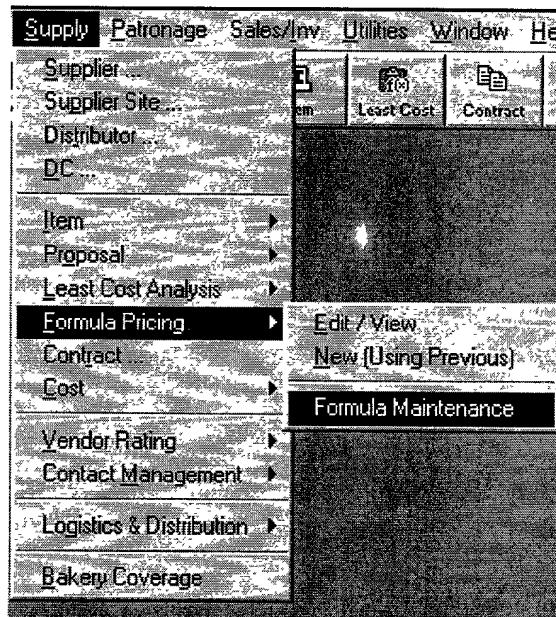 Supply Patronage Sales/Inv Utilities Window He
Supplier ...
Supplier Site ...
Distributor ...
DC ...
em Least Cost Contract
Item
Proposal
Least Cost Analysis
Formula Pricing
Contract ...
Cost
Edit / View
New (Using Previous)
Formula Maintenance
Vendor Rating
Contact Management
Logistics & Distribution
Bakery Coverage